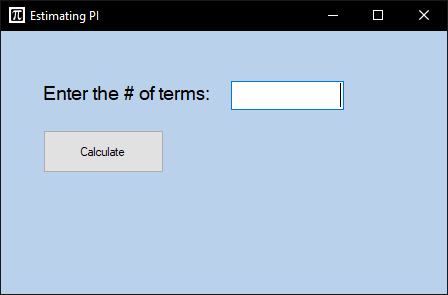 Estimating PI
Enter the # of terms:
Calculate